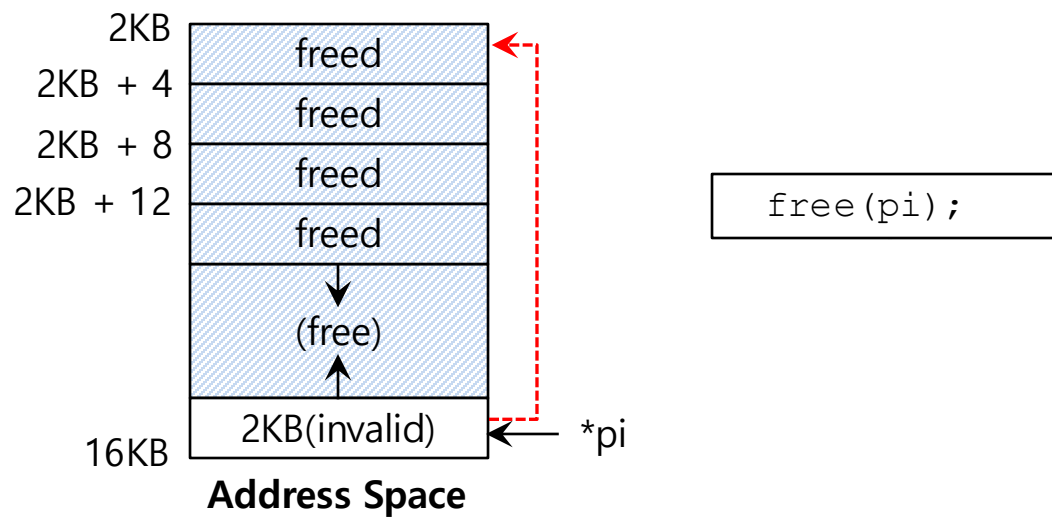 2KB
freed
2KB + 4
freed
2KB + 8
freed
2KB + 12
freed
free(pi);
(free)
2KB(invalid)
*pi
16KB
Address Space